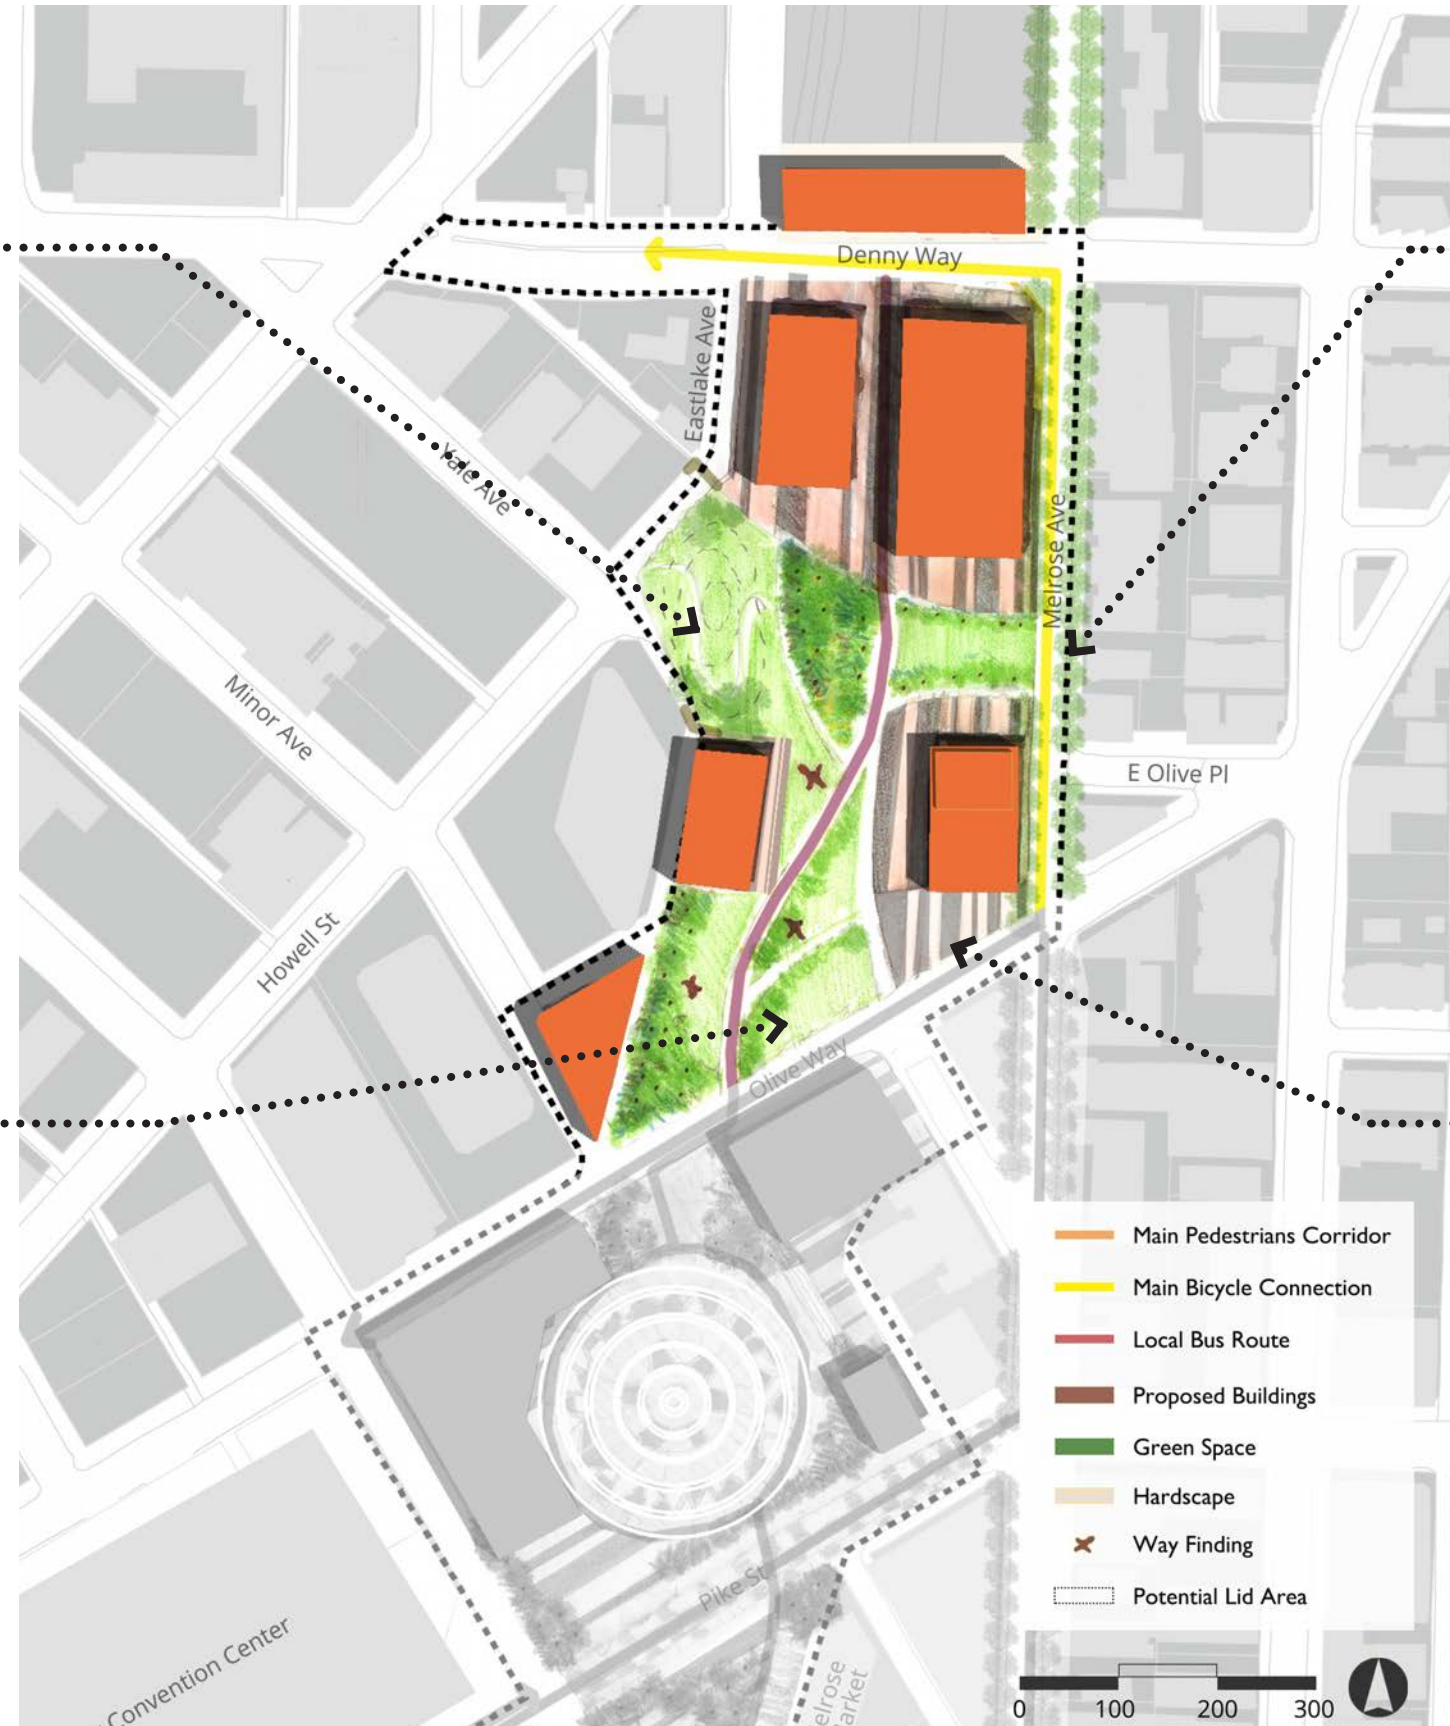 Denny Way
Eastlake Ave
Yale Ave
Melrose Ave
Minor Ave
E Olive Pl
Howell St
Olive Way
Main Pedestrians Corridor
Main Bicycle Connection
Local Bus Route
Proposed Buildings
Green Space
Hardscape
Way Finding
Potential Lid Area
Pike St
Convention Center
elrose
arket
0 100 200 300